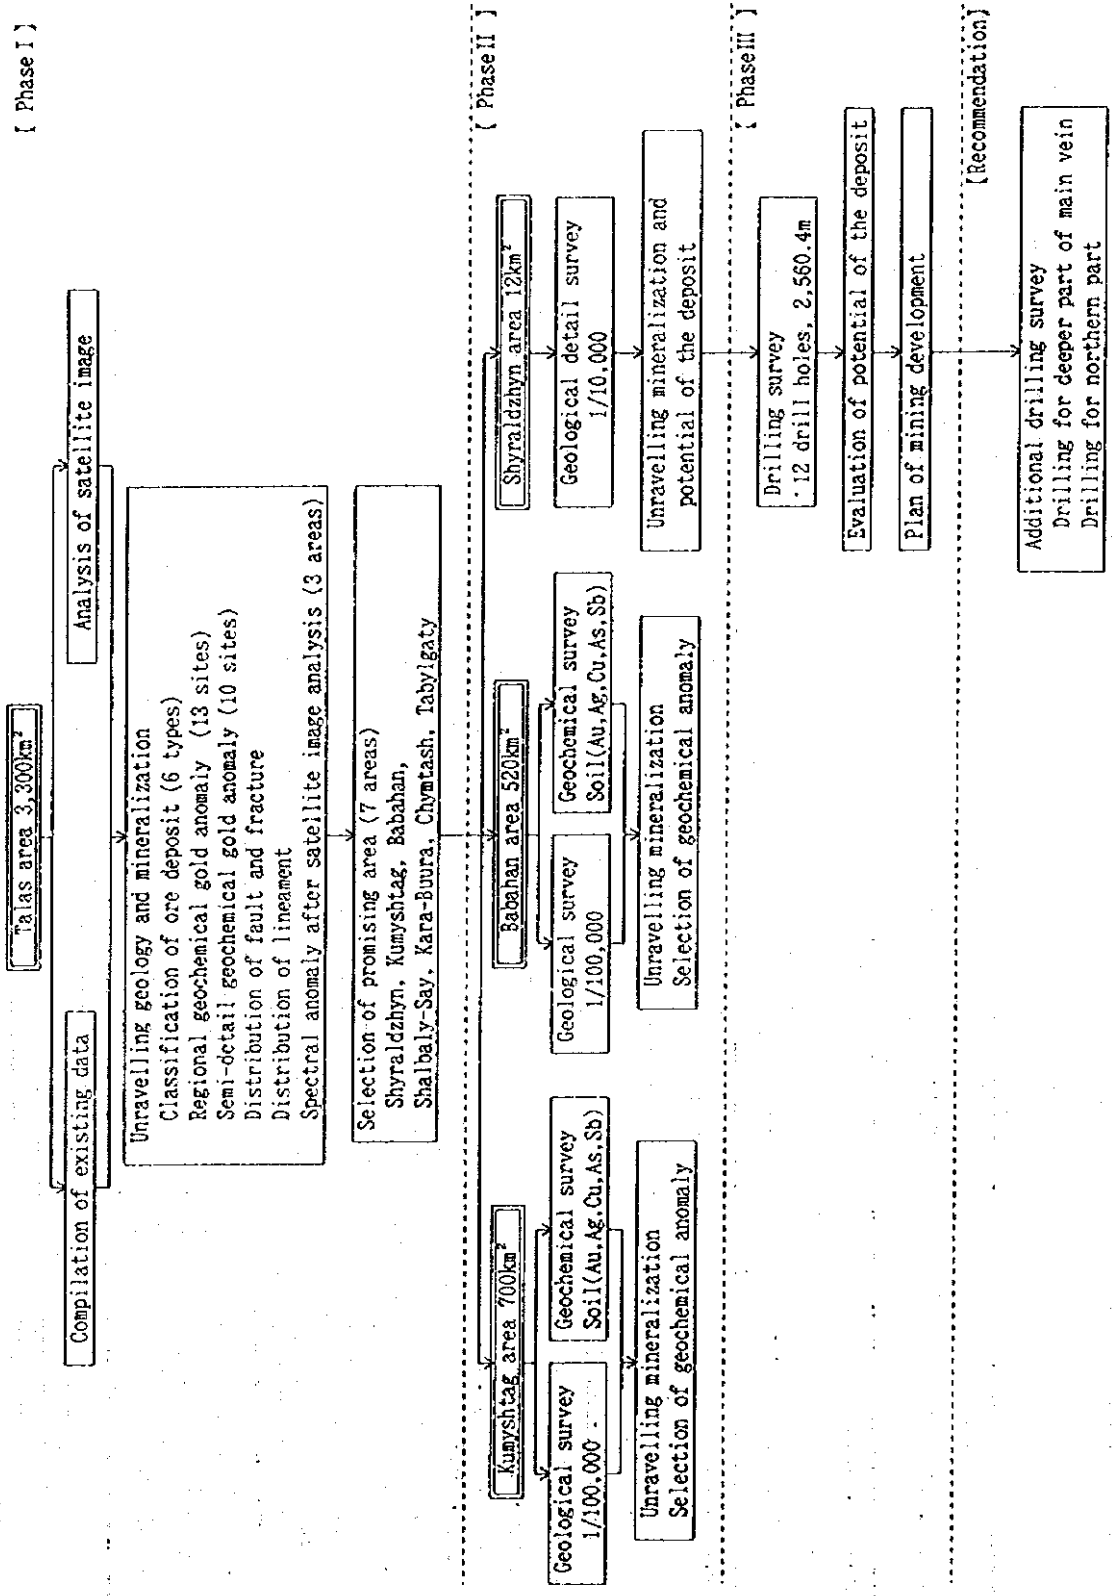 [ Phase I ]
Talas area 3,300km²
Compilation of existing data
Analysis of satellite image
Unravelling geology and mineralization
Classification of ore deposit (6 types)
Regional geochemical gold anomaly (13 sites)
Semi-detail geochemical gold anomaly (10 sites)
Distribution of fault and fracture
Distribution of lineament
Spectral anomaly after satellite image analysis (3 areas)
Selection of promising area (7 areas)
Shyraldzhyn, Kumyshtag, Babahan,
Shalbaly-Say, Kara-Buura, Chymtash, Tabylgaty
[ Phase II ]
Kumyshtag area 700km²
Geological survey
1/100,000
Geochemical survey
Soil(Au,Ag,Cu,As,Sb)
Unravelling mineralization
Selection of geochemical anomaly
Babahan area 520km²
Geological survey
1/100,000
Geochemical survey
Soil(Au,Ag,Cu,As,Sb)
Unravelling mineralization
Selection of geochemical anomaly
Shyraldzhyn area 12km²
Geological detail survey
1/10,000
Unravelling mineralization and
potential of the deposit
[ Phase III ]
Drilling survey
12 drill holes, 2,560.4m
Evaluation of potential of the deposit
Plan of mining development
[Recommendation]
Additional drilling survey
Drilling for deeper part of main vein
Drilling for northern part